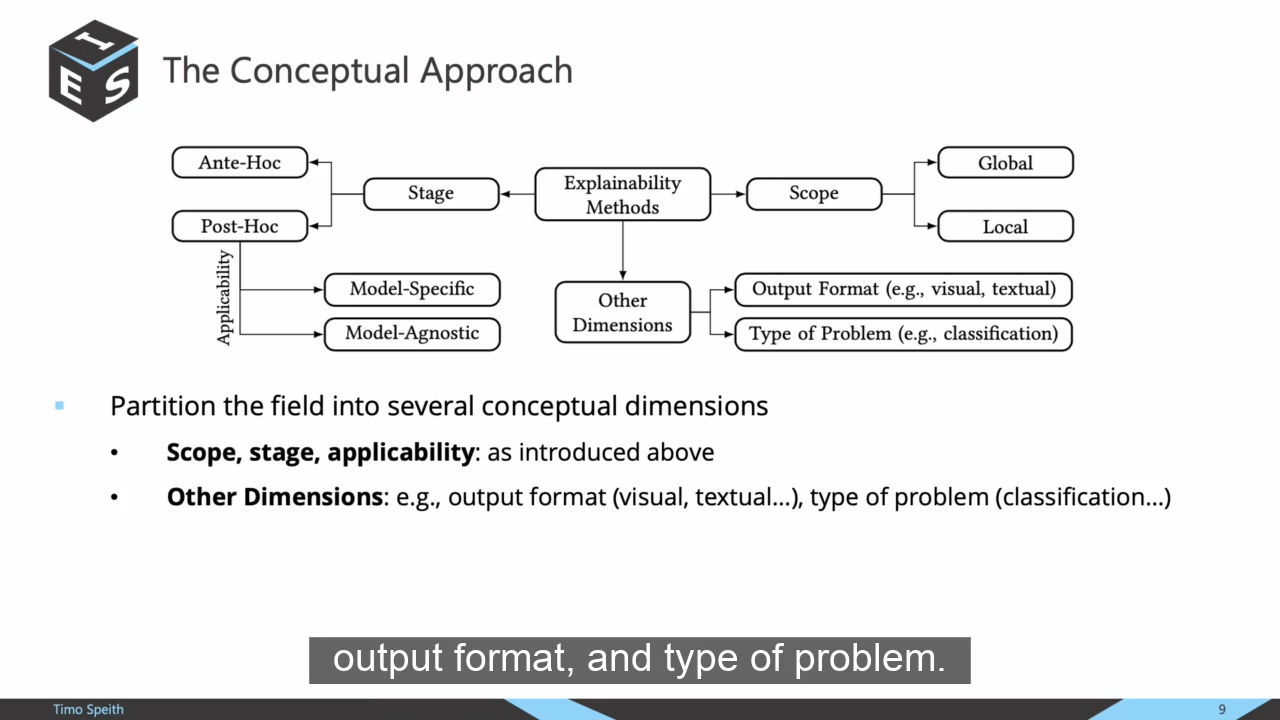 I
E S
The Conceptual Approach
Ante-Hoc
Post-Hoc
Stage
Explainability
Methods
Scope
Global
Local
Applicability
Model-Specific
Model-Agnostic
Other
Dimensions
Output Format (e.g., visual, textual)
Type of Problem (e.g., classification)
Partition the field into several conceptual dimensions
• Scope, stage, applicability: as introduced above
• Other Dimensions: e.g., output format (visual, textual...), type of problem (classification...)
output format, and type of problem.
Timo Speith
9